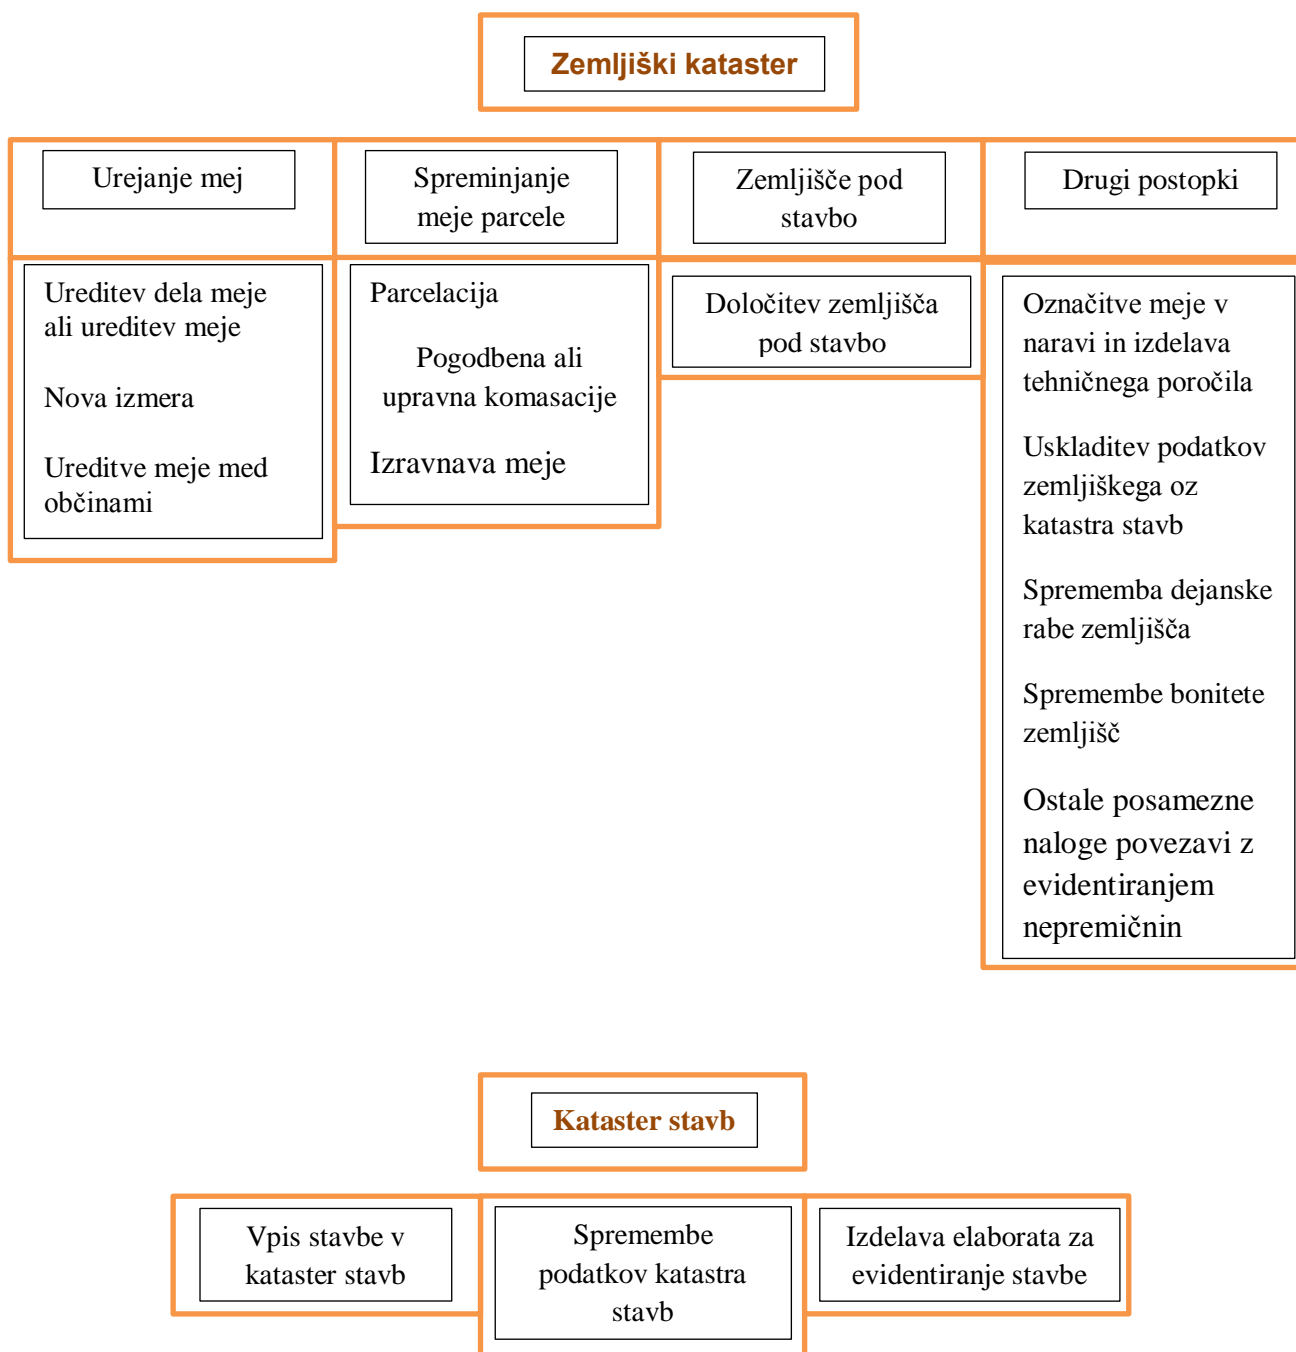 Zemljiški kataster
Urejanje mej
Spreminjanje
meje parcele
Zemljišče pod
stavbo
Drugi postopki
Ureditev dela meje
ali ureditev meje
Nova izmera
Ureditve meje med
občinami
Parcelacija
Pogodbena ali
upravna komasacije
Izravnava meje
Določitev zemljišča
pod stavbo
Označitve meje v
naravi in izdelava
tehničnega poročila
Uskladitev podatkov
zemljiškega oz
katastra stavb
Sprememba dejanske
rabe zemljišča
Spremembe bonitete
zemljišč
Ostale posamezne
naloge povezavi z
evidentiranjem
nepremičnin
Kataster stavb
Vpis stavbe v
kataster stavb
Spremembe
podatkov katastra
stavb
Izdelava elaborata za
evidentiranje stavbe